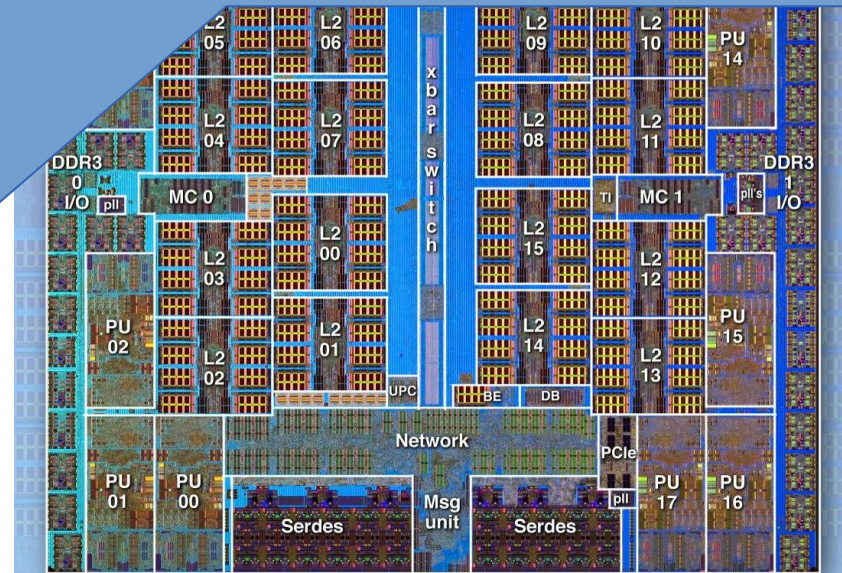 L2
05
L2
06
L2
09
L2
10
PU
14
xbar switch
L2
04
L2
07
L2
08
L2
11
DDR3
0
I/O
pll
MC 0
TI
MC 1
pll's
DDR3
1
I/O
L2
03
L2
00
L2
15
L2
12
PU
02
L2
02
L2
01
L2
14
L2
13
PU
15
UPC
BE
DB
Network
PCIe
pll
PU
01
PU
00
Serdes
Msg
unit
Serdes
PU
17
PU
16